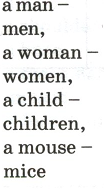 a man –
men,
a woman –
women,
a child –
children,
a mouse –
mice